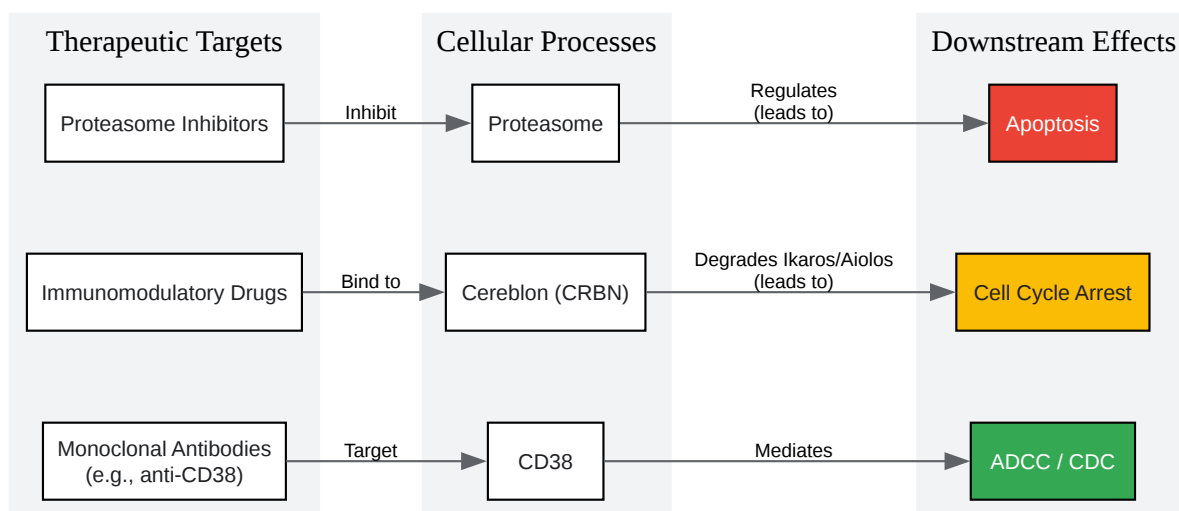 Therapeutic Targets
Cellular Processes
Downstream Effects
Proteasome Inhibitors
Inhibit
Proteasome
Regulates
(leads to)
Apoptosis
Immunomodulatory Drugs
Bind to
Cereblon (CRBN)
Degrades Ikaros/Aiolos
(leads to)
Cell Cycle Arrest
Monoclonal Antibodies
(e.g., anti-CD38)
Target
CD38
Mediates
ADCC / CDC